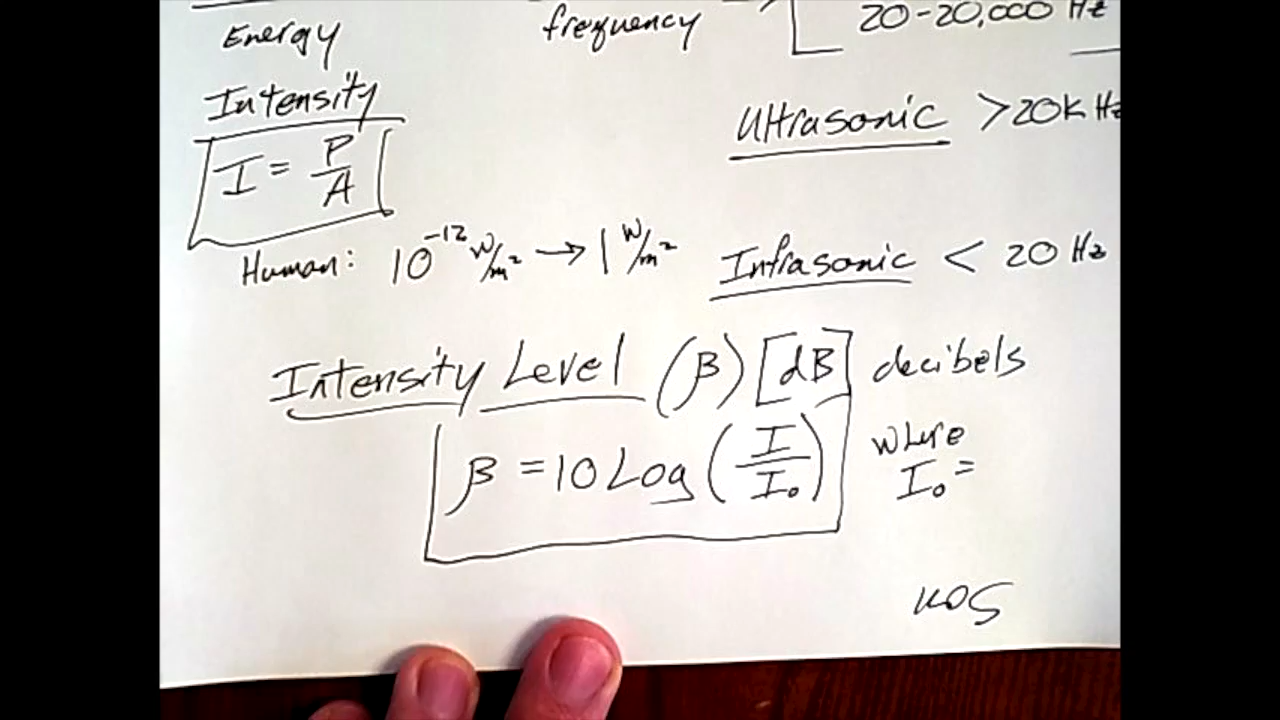 Energy
frequency
20-20,000 Hz
Intensity
I = P/A
Ultrasonic >20K Hz
Human: 10⁻¹² W/m² → 1 W/m²
Infrasonic < 20 Hz
Intensity Level (β) [dB] decibels
β = 10 Log (I/I₀)
where
I₀ =